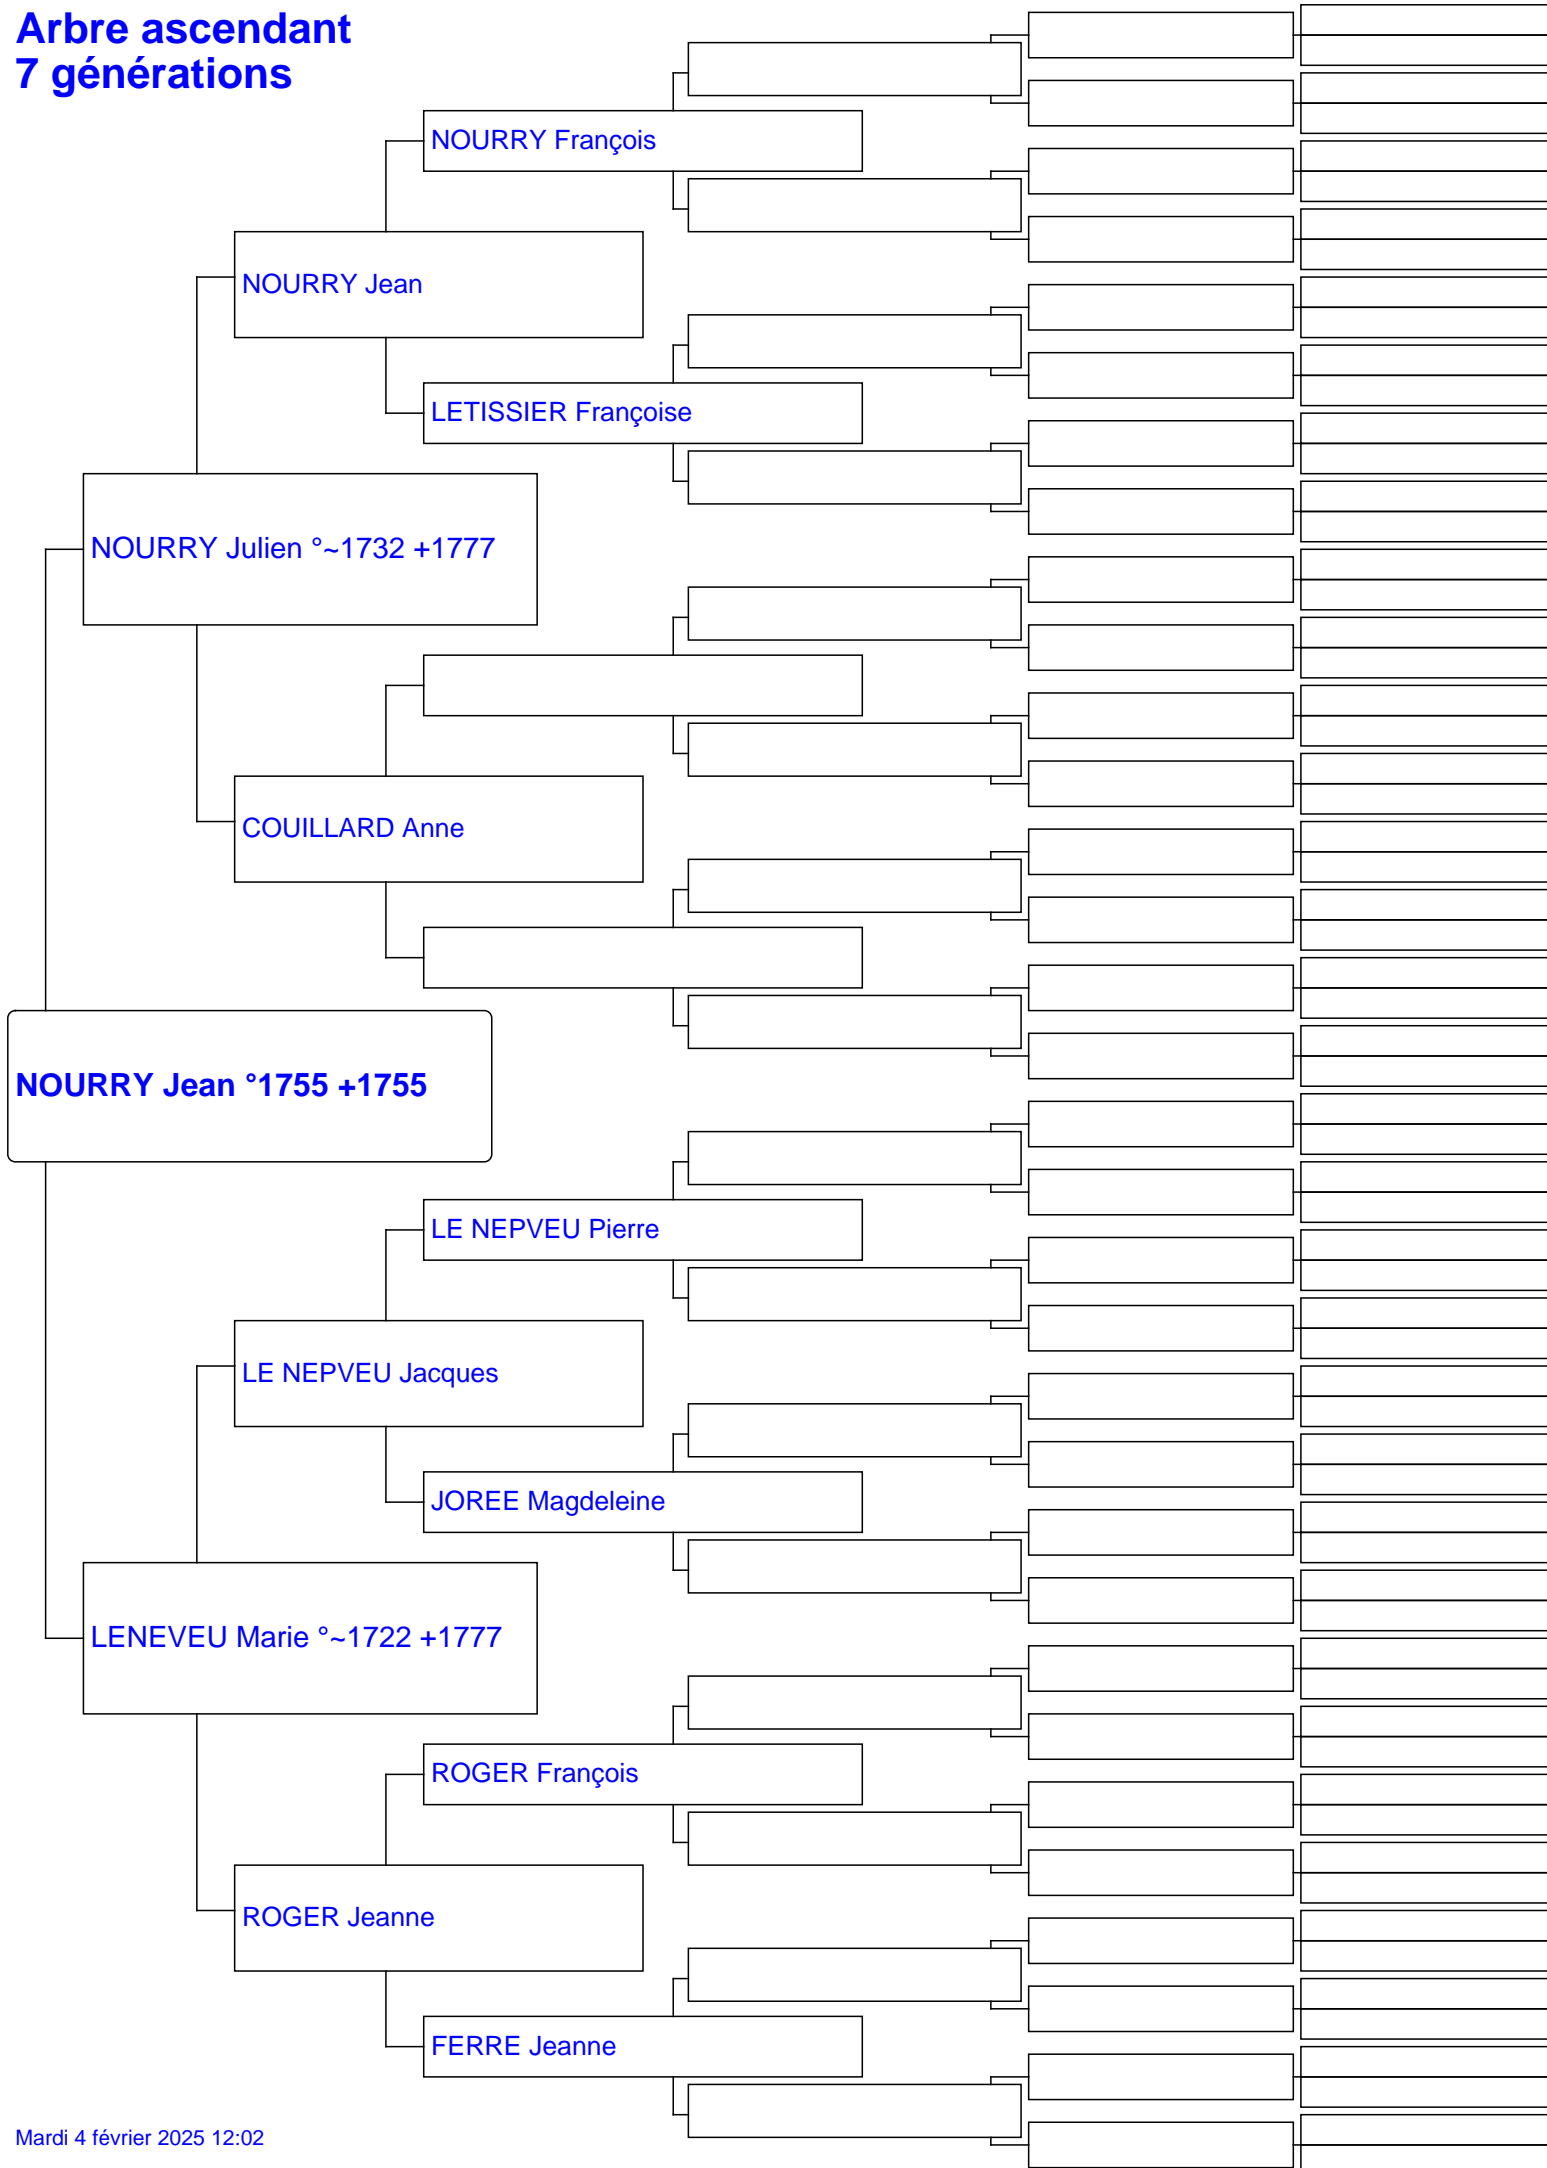 Arbre ascendant
7 générations
NOURRY François
NOURRY Jean
LETISSIER Françoise
NOURRY Julien °~1732 +1777
COUILLARD Anne
NOURRY Jean °1755 +1755
LE NEPVEU Pierre
LE NEPVEU Jacques
JOREE Magdeleine
LENEVEU Marie °~1722 +1777
ROGER François
ROGER Jeanne
FERRE Jeanne
Mardi 4 février 2025 12:02